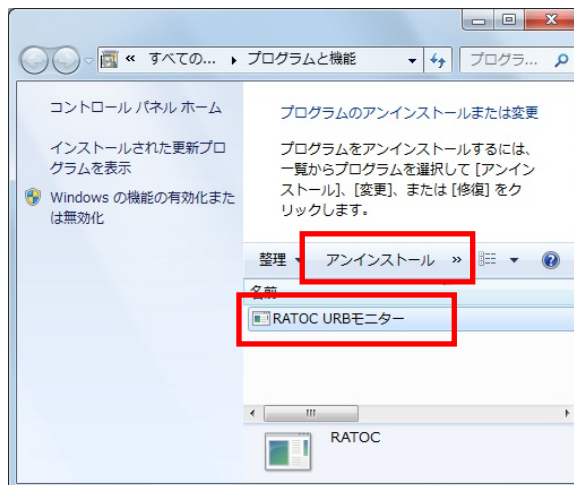 « すべての... ▸ プログラムと機能
プログラ...
コントロール パネル ホーム
インストールされた更新プロ
グラムを表示
Windows の機能の有効化また
は無効化
プログラムのアンインストールまたは変更
プログラムをアンインストールするには、
一覧からプログラムを選択して [アンイン
ストール]、[変更]、または [修復] をク
リックします。
整理 アンインストール »
名前
RATOC URBモニター
RATOC